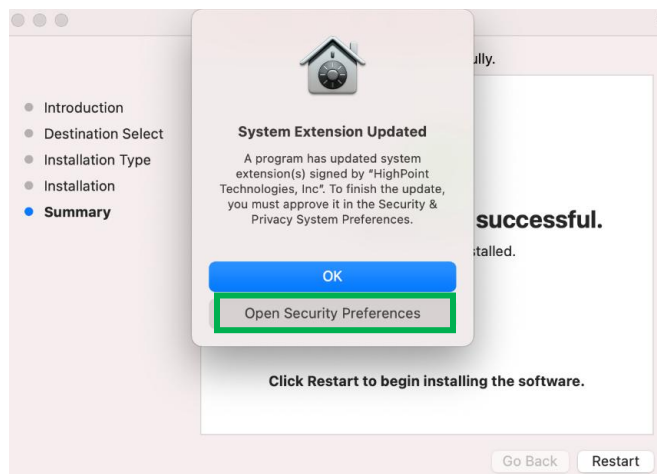 ully.
Introduction
Destination Select
Installation Type
Installation
Summary
System Extension Updated
A program has updated system
extension(s) signed by "HighPoint
Technologies, Inc". To finish the update,
you must approve it in the Security &
Privacy System Preferences.
successful.
stalled.
OK
Open Security Preferences
Click Restart to begin installing the software.
Go Back
Restart